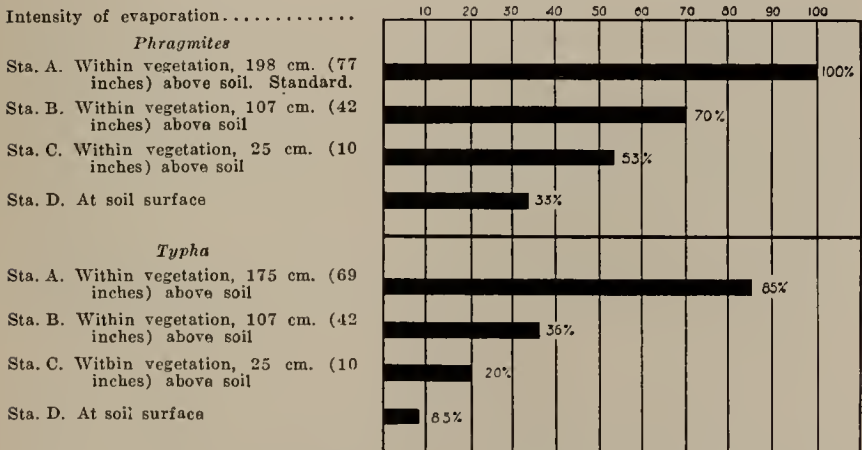 Intensity of evaporation.............
10 20 30 40 50 60 70 80 90 100
Phragmites
Sta. A. Within vegetation, 198 cm. (77
inches) above soil. Standard.
100%
Sta. B. Within vegetation, 107 cm. (42
inches) above soil
70%
Sta. C. Within vegetation, 25 cm. (10
inches) above soil
53%
Sta. D. At soil surface
33%
Typha
Sta. A. Within vegetation, 175 cm. (69
inches) above soil
85%
Sta. B. Within vegetation, 107 cm. (42
inches) above soil
36%
Sta. C. Within vegetation, 25 cm. (10
inches) above soil
20%
Sta. D. At soil surface
8.5%